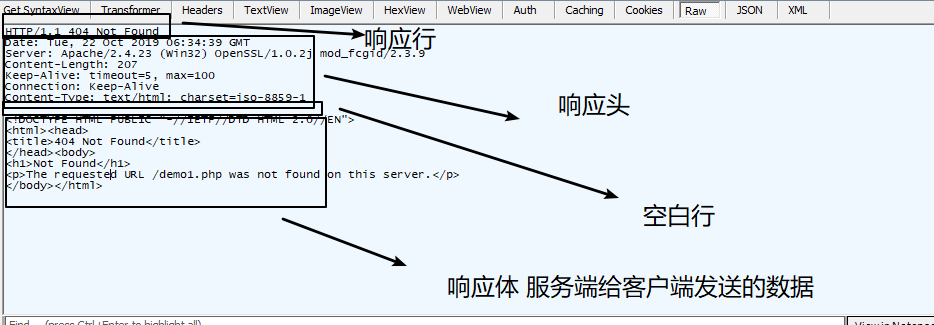 Get SyntaxView Transformer Headers TextView ImageView HexView WebView Auth Caching Cookies Raw JSON XML
HTTP/1.1 404 Not Found
响应行
Date: Tue, 22 Oct 2019 06:34:39 GMT
Server: Apache/2.4.23 (Win32) OpenSSL/1.0.2j mod_fcgid/2.3.9
Content-Length: 207
Keep-Alive: timeout=5, max=100
Connection: Keep-Alive
Content-Type: text/html; charset=iso-8859-1
响应头
<!DOCTYPE HTML PUBLIC "-//IETF//DTD HTML 2.0//EN">
<html><head>
<title>404 Not Found</title>
</head><body>
<h1>Not Found</h1>
<p>The requested URL /demo1.php was not found on this server.</p>
</body></html>
空白行
响应体 服务端给客户端发送的数据
Find... (press Ctrl+Enter to highlight all)
View in Notepad